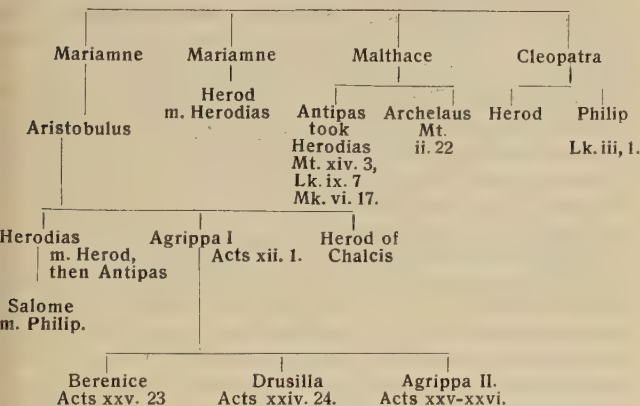 Mariamne Mariamne Malthace Cleopatra
Herod
m. Herodias
Aristobulus
Antipas
took
Herodias
Mt. xiv. 3,
Lk. ix. 7
Mk. vi. 17.
Archelaus
Mt.
ii. 22
Herod
Philip
Lk. iii, 1.
Herodias
m. Herod,
then Antipas
Agrippa I
Acts xii. 1.
Herod of
Chalcis
Salome
m. Philip.
Berenice
Acts xxv. 23
Drusilla
Acts xxiv. 24.
Agrippa II.
Acts xxv-xxvi.